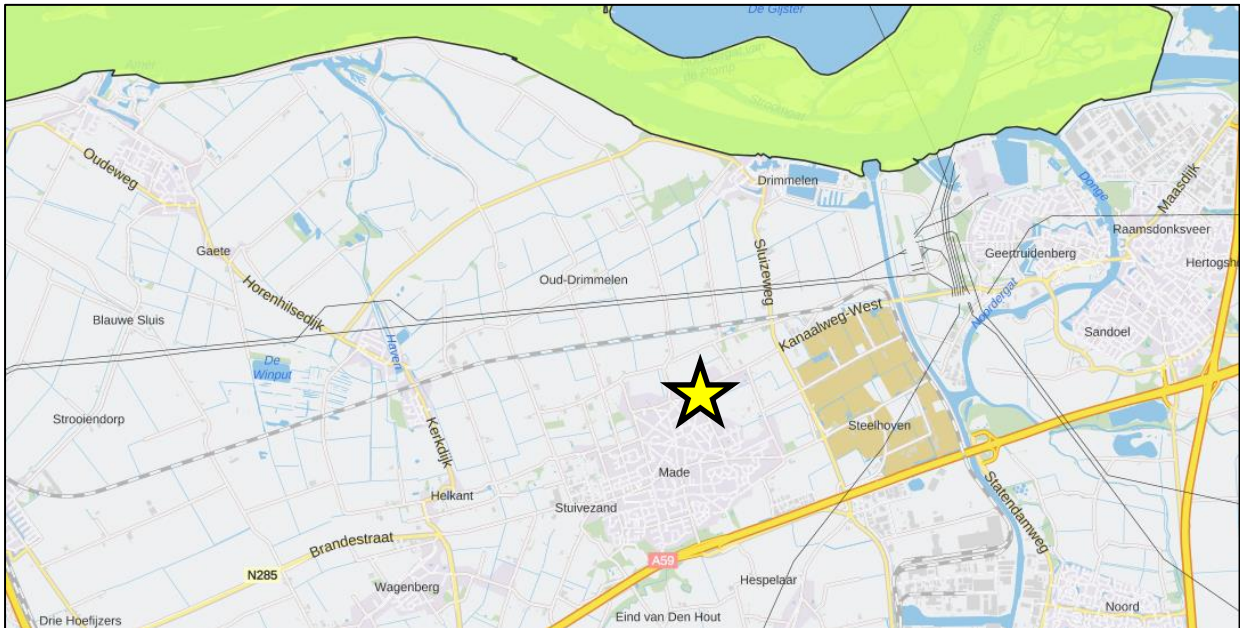 De Gijster
Amer
Drimmelen
Oudeweg
Donge
Maasdijk
Raamsdonksveer
Gaete
Sluizeweg
Geertruidenberg
Oud-Drimmelen
Horenhilsedijk
Blauwe Sluis
Kanaalweg-West
Noordergat
Sandoel
Haven
De
Winput
Strooiendorp
Steelhoven
Kerkdijk
Made
Helkant
Stuivezand
Statendamweg
Brandestraat
A59
N285
Wagenberg
Hespelaar
Noord
Drie Hoefijzers
Eind van Den Hout